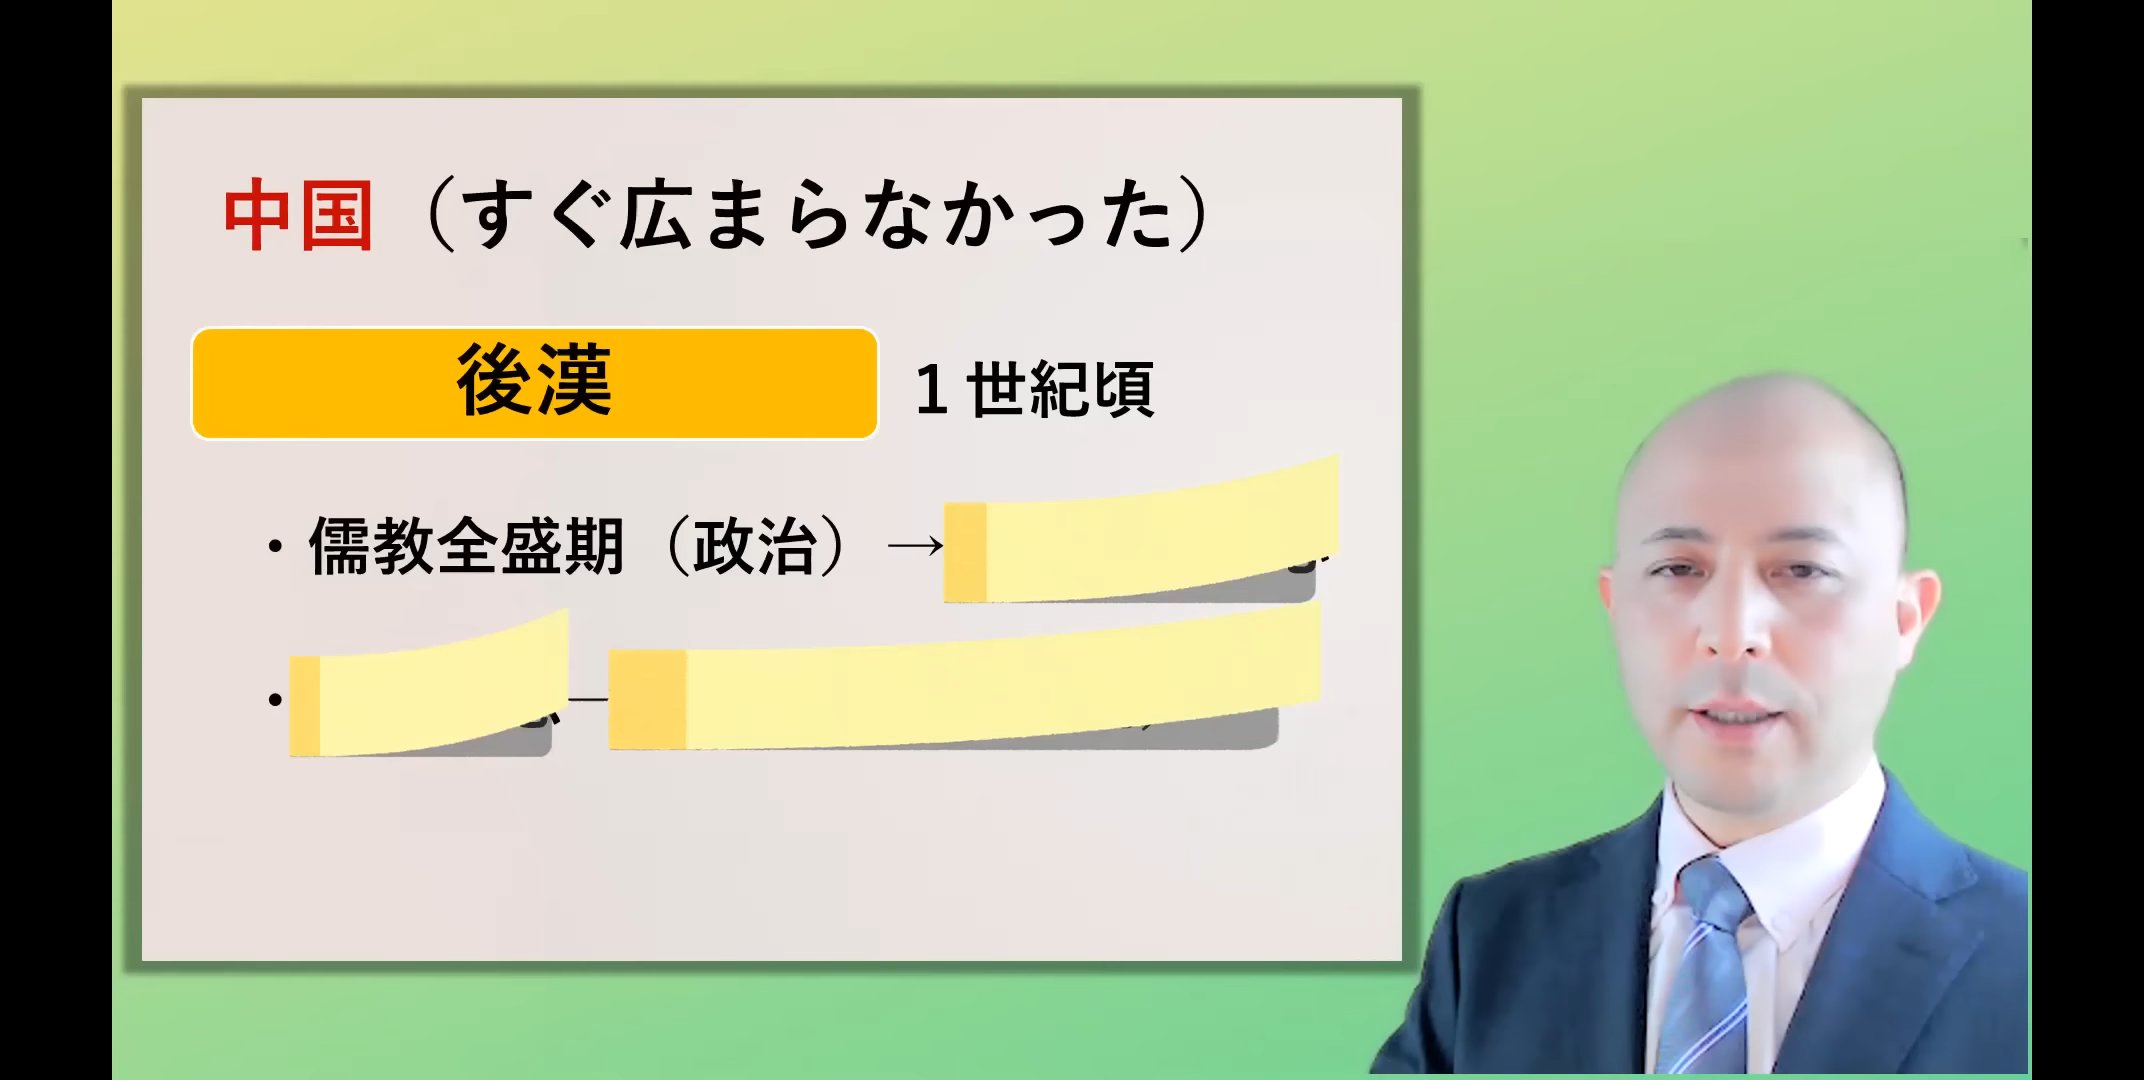 中国（すぐ広まらなかった）
後漢
１世紀頃
・儒教全盛期（政治）→